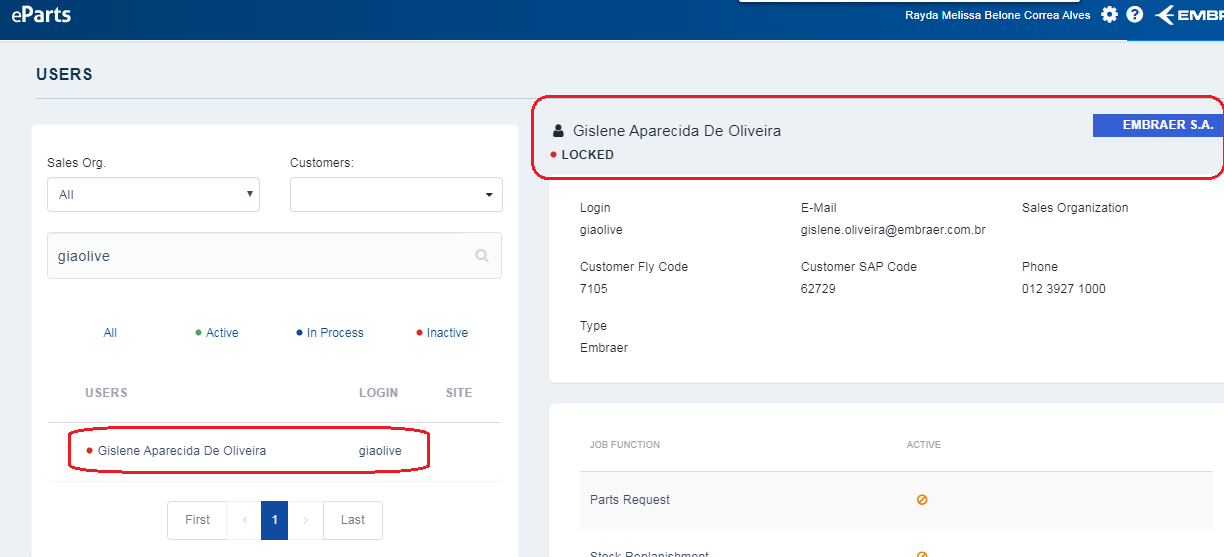 eParts
Rayda Melissa Belone Correa Alves
USERS
Sales Org.
Customers:
All
giaolive
All
Active
In Process
Inactive
USERS LOGIN SITE
Gislene Aparecida De Oliveira giaolive
First
1
Last
Gislene Aparecida De Oliveira
LOCKED
EMBRAER S.A.
Login E-Mail Sales Organization
giaolive gislene.oliveira@embraer.com.br
Customer Fly Code Customer SAP Code Phone
7105 62729 012 3927 1000
Type
Embraer
JOB FUNCTION ACTIVE
Parts Request
Stock Replanishment